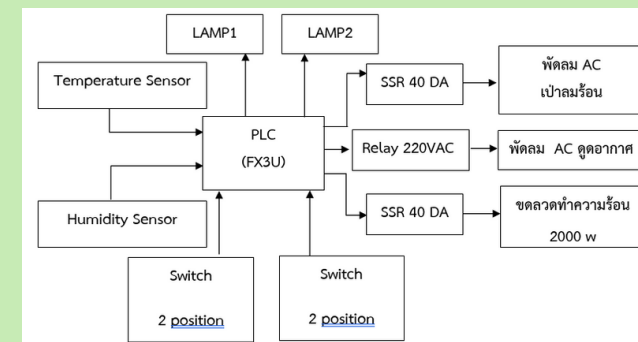 LAMP1
LAMP2
Temperature Sensor
SSR 40 DA
พัดลม AC
เป่าลมร้อน
PLC
(FX3U)
Relay 220VAC
พัดลม AC ดูดอากาศ
Humidity Sensor
SSR 40 DA
ขดลวดทำความร้อน
2000 w
Switch
2 position
Switch
2 position